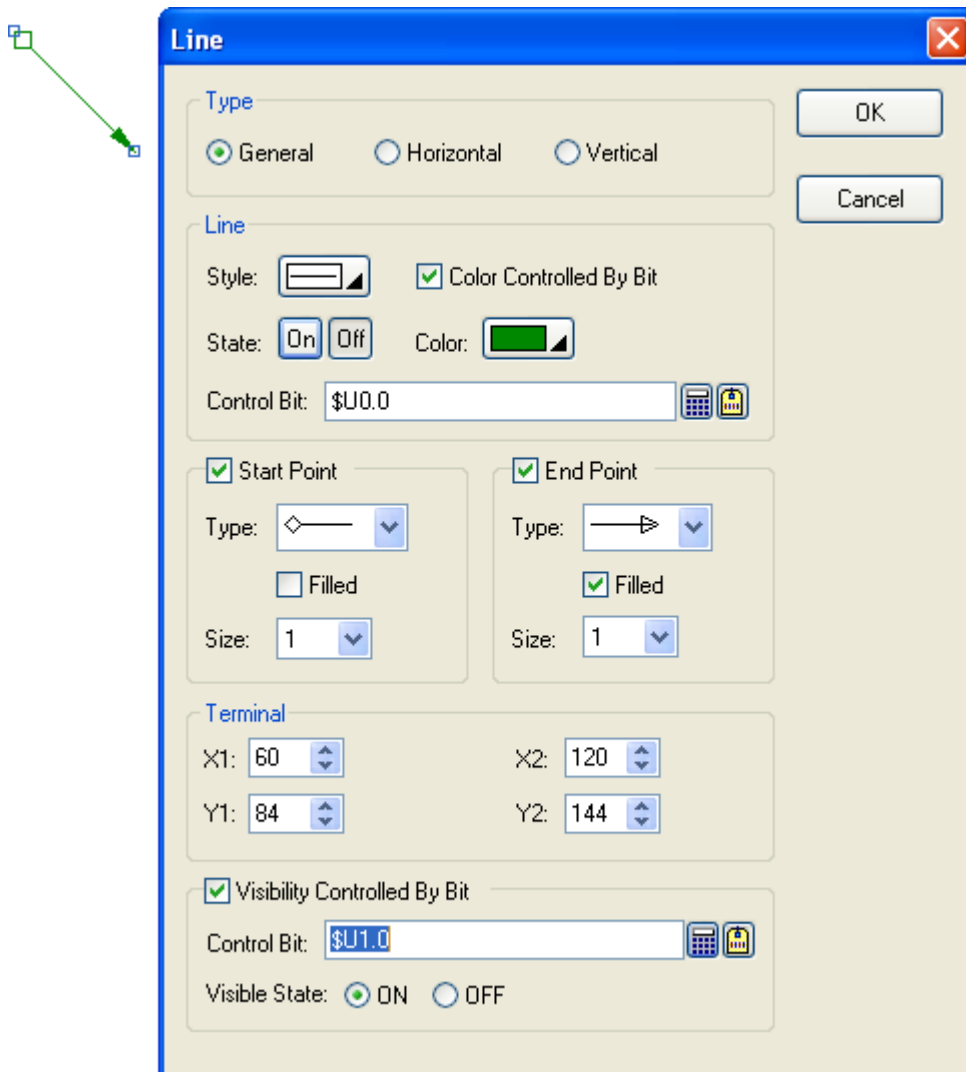 Line
Type
OK
General Horizontal Vertical
Cancel
Line
Style: Color Controlled By Bit
State: On Off Color:
Control Bit: $U0.0
Start Point End Point
Type: Type:
Filled Filled
Size: 1 Size: 1
Terminal
X1: 60 X2: 120
Y1: 84 Y2: 144
Visibility Controlled By Bit
Control Bit: $U1.0
Visible State: ON OFF